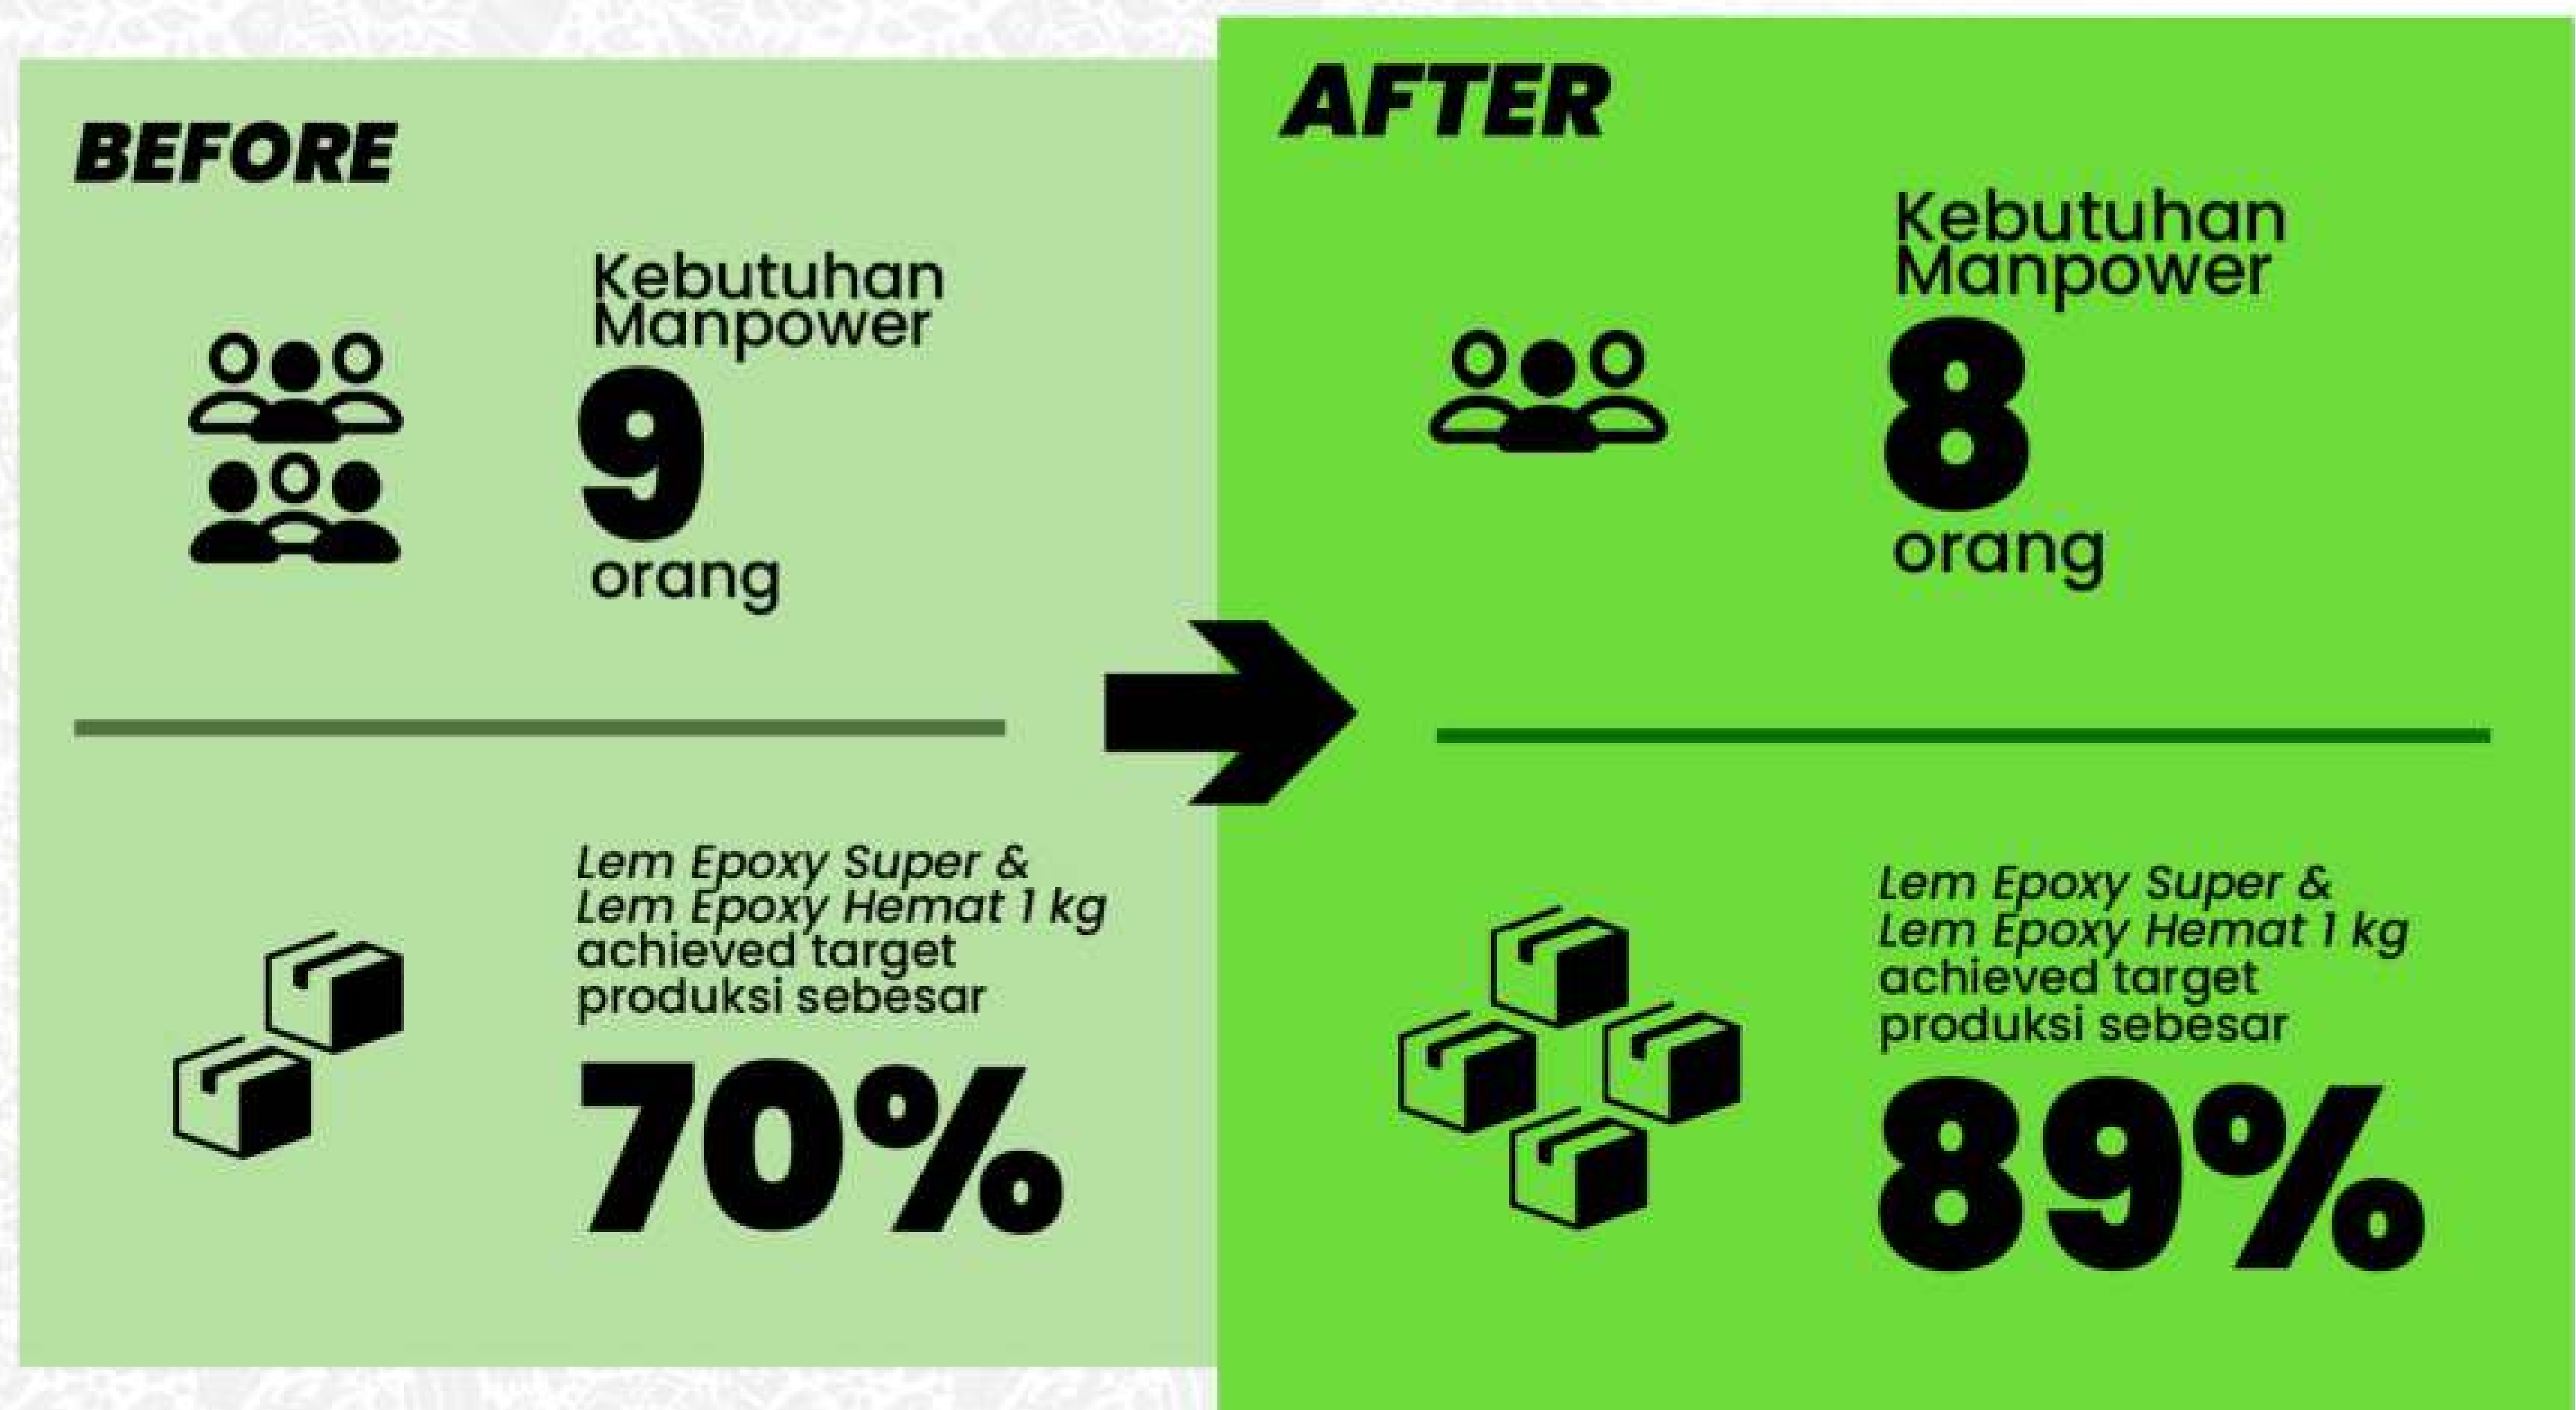 BEFORE
Kebutuhan
Manpower
9
orang
Lem Epoxy Super &
Lem Epoxy Hemat 1 kg
achieved target
produksi sebesar
70%
AFTER
Kebutuhan
Manpower
8
orang
Lem Epoxy Super &
Lem Epoxy Hemat 1 kg
achieved target
produksi sebesar
89%